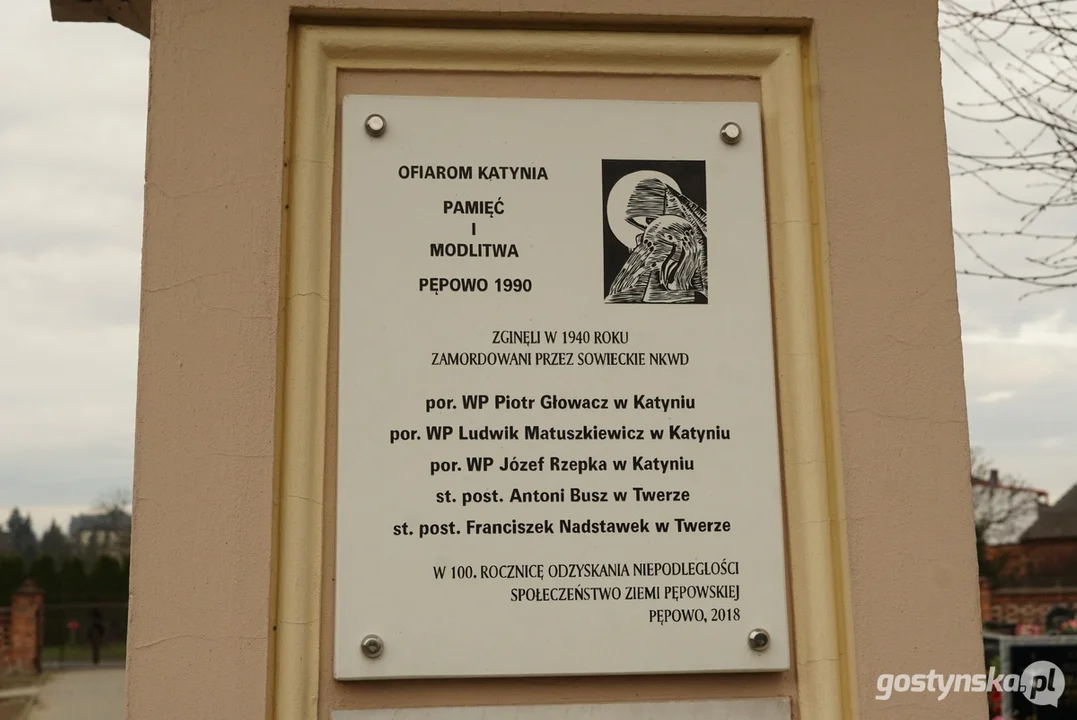 OFIAROM KATYNIA
PAMIĘĆ
I
MODLITWA
PĘPOWO 1990
ZGINĘLI W 1940 ROKU
ZAMORDOWANI PRZEZ SOWIECKIE NKWD
por. WP Piotr Głowacz w Katyniu
por. WP Ludwik Matuszkiewicz w Katyniu
por. WP Józef Rzepka w Katyniu
st. post. Antoni Busz w Twerze
st. post. Franciszek Nadstawek w Twerze
W 100. ROCZNICĘ ODZYSKANIA NIEPODLEGŁOŚCI
SPOŁECZEŃSTWO ZIEMI PĘPOWSKIEJ
PĘPOWO, 2018
gostynska.pl